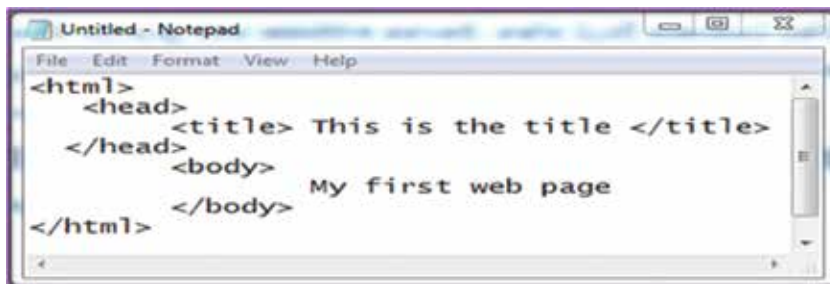 Untitled - Notepad
File Edit Format View Help
<html>
<head>
<title> This is the title </title>
</head>
<body>
My first web page
</body>
</html>